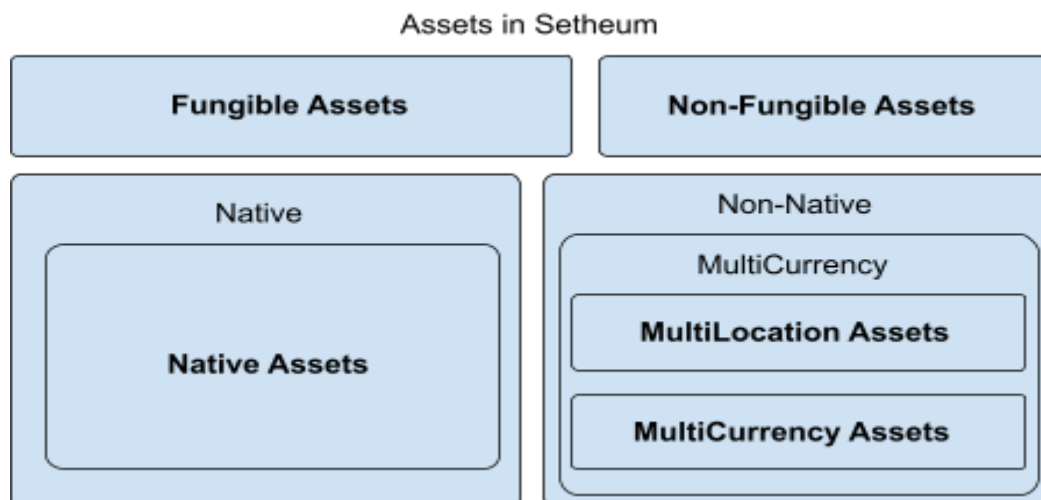 Assets in Setheum
Fungible Assets
Non-Fungible Assets
Native
Native Assets
Non-Native
MultiCurrency
MultiLocation Assets
MultiCurrency Assets